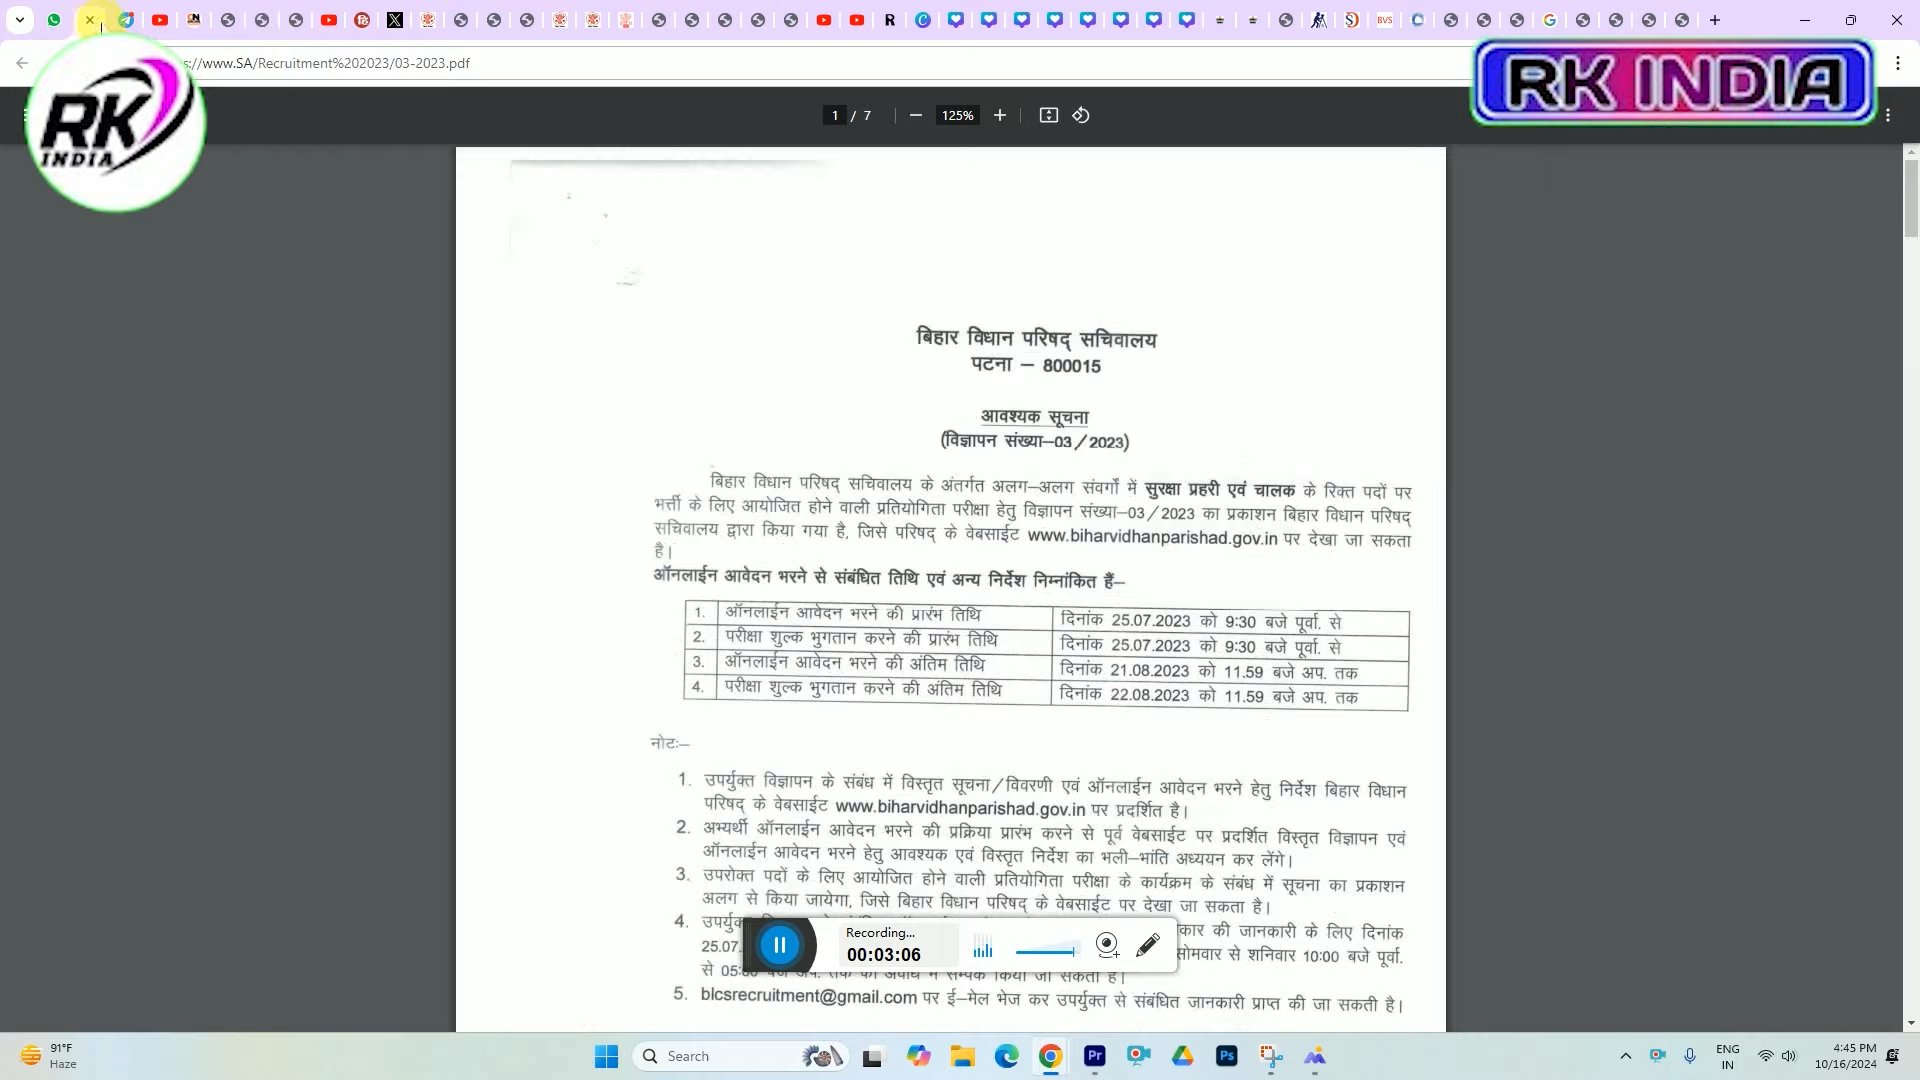 ://www.SA/Recruitment%202023/03-2023.pdf
RK
INDIA
RK INDIA
1 / 7
125%
बिहार विधान परिषद् सचिवालय
पटना – 800015
आवश्यक सूचना
(विज्ञापन संख्या–03/2023)
बिहार विधान परिषद् सचिवालय के अंतर्गत अलग–अलग संवर्गों में सुरक्षा प्रहरी एवं चालक के रिक्त पदों पर
भर्त्ती के लिए आयोजित होने वाली प्रतियोगिता परीक्षा हेतु विज्ञापन संख्या–03/2023 का प्रकाशन बिहार विधान परिषद्
सचिवालय द्वारा किया गया है, जिसे परिषद् के वेबसाईट www.biharvidhanparishad.gov.in पर देखा जा सकता
है।
ऑनलाईन आवेदन भरने से संबंधित तिथि एवं अन्य निर्देश निम्नांकित हैं–
1. ऑनलाईन आवेदन भरने की प्रारंभ तिथि दिनांक 25.07.2023 को 9:30 बजे पूर्वा. से
2. परीक्षा शुल्क भुगतान करने की प्रारंभ तिथि दिनांक 25.07.2023 को 9:30 बजे पूर्वा. से
3. ऑनलाईन आवेदन भरने की अंतिम तिथि दिनांक 21.08.2023 को 11.59 बजे अप. तक
4. परीक्षा शुल्क भुगतान करने की अंतिम तिथि दिनांक 22.08.2023 को 11.59 बजे अप. तक
नोटः–
1. उपर्युक्त विज्ञापन के संबंध में विस्तृत सूचना/विवरणी एवं ऑनलाईन आवेदन भरने हेतु निर्देश बिहार विधान
परिषद् के वेबसाईट www.biharvidhanparishad.gov.in पर प्रदर्शित है।
2. अभ्यर्थी ऑनलाईन आवेदन भरने की प्रक्रिया प्रारंभ करने से पूर्व वेबसाईट पर प्रदर्शित विस्तृत विज्ञापन एवं
ऑनलाईन आवेदन भरने हेतु आवश्यक एवं विस्तृत निर्देश का भली–भांति अध्ययन कर लेंगे।
3. उपरोक्त पदों के लिए आयोजित होने वाली प्रतियोगिता परीक्षा के कार्यक्रम के संबंध में सूचना का प्रकाशन
अलग से किया जायेगा, जिसे बिहार विधान परिषद् के वेबसाईट पर देखा जा सकता है।
4. की जानकारी के लिए दिनांक
25.07. सोमवार से शनिवार 10:00 बजे पूर्वा.
से 05: किया जा सकता है।
5. blcsrecruitment@gmail.com पर ई–मेल भेज कर उपर्युक्त से संबंधित जानकारी प्राप्त की जा सकती है।
Recording...
00:03:06
91°F
Haze
Search
ENG
IN
4:45 PM
10/16/2024